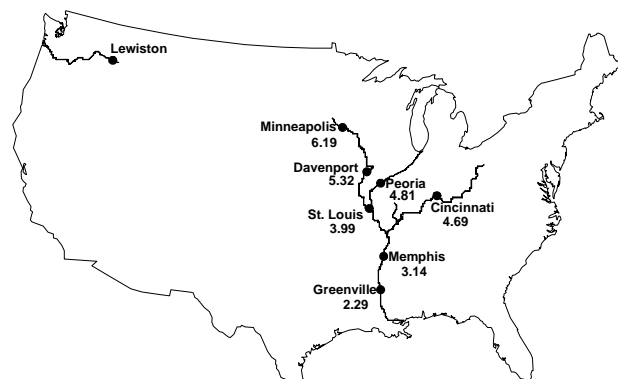 Lewiston
Minneapolis
6.19
Davenport
5.32
Peoria
4.81
Cincinnati
4.69
St. Louis
3.99
Memphis
3.14
Greenville
2.29